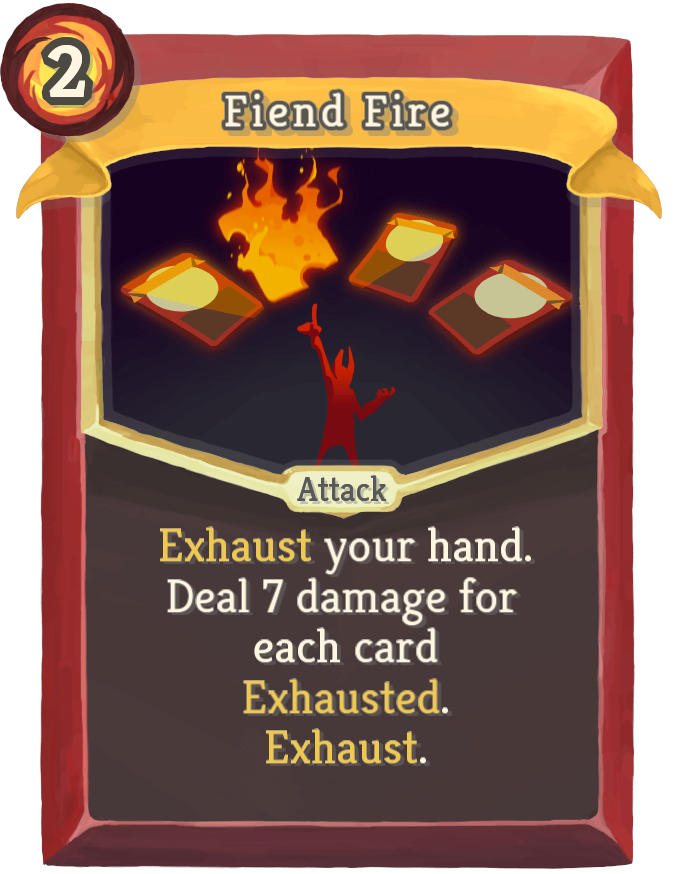 2
Fiend Fire
Attack
Exhaust your hand.
Deal 7 damage for
each card
Exhausted.
Exhaust.